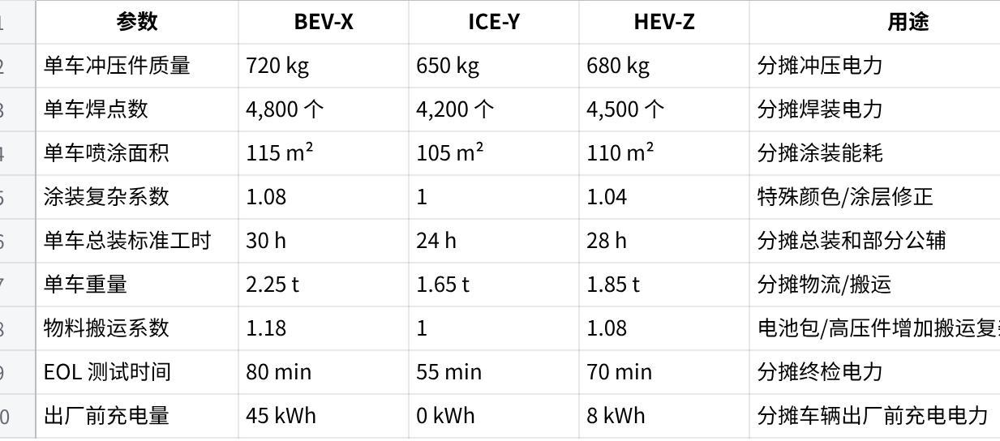 参数 BEV-X ICE-Y HEV-Z 用途
2 单车冲压件质量 720 kg 650 kg 680 kg 分摊冲压电力
3 单车焊点数 4,800 个 4,200 个 4,500 个 分摊焊装电力
4 单车喷涂面积 115 m² 105 m² 110 m² 分摊涂装能耗
5 涂装复杂系数 1.08 1 1.04 特殊颜色/涂层修正
6 单车总装标准工时 30 h 24 h 28 h 分摊总装和部分公辅
7 单车重量 2.25 t 1.65 t 1.85 t 分摊物流/搬运
8 物料搬运系数 1.18 1 1.08 电池包/高压件增加搬运复
9 EOL 测试时间 80 min 55 min 70 min 分摊终检电力
0 出厂前充电量 45 kWh 0 kWh 8 kWh 分摊车辆出厂前充电电力